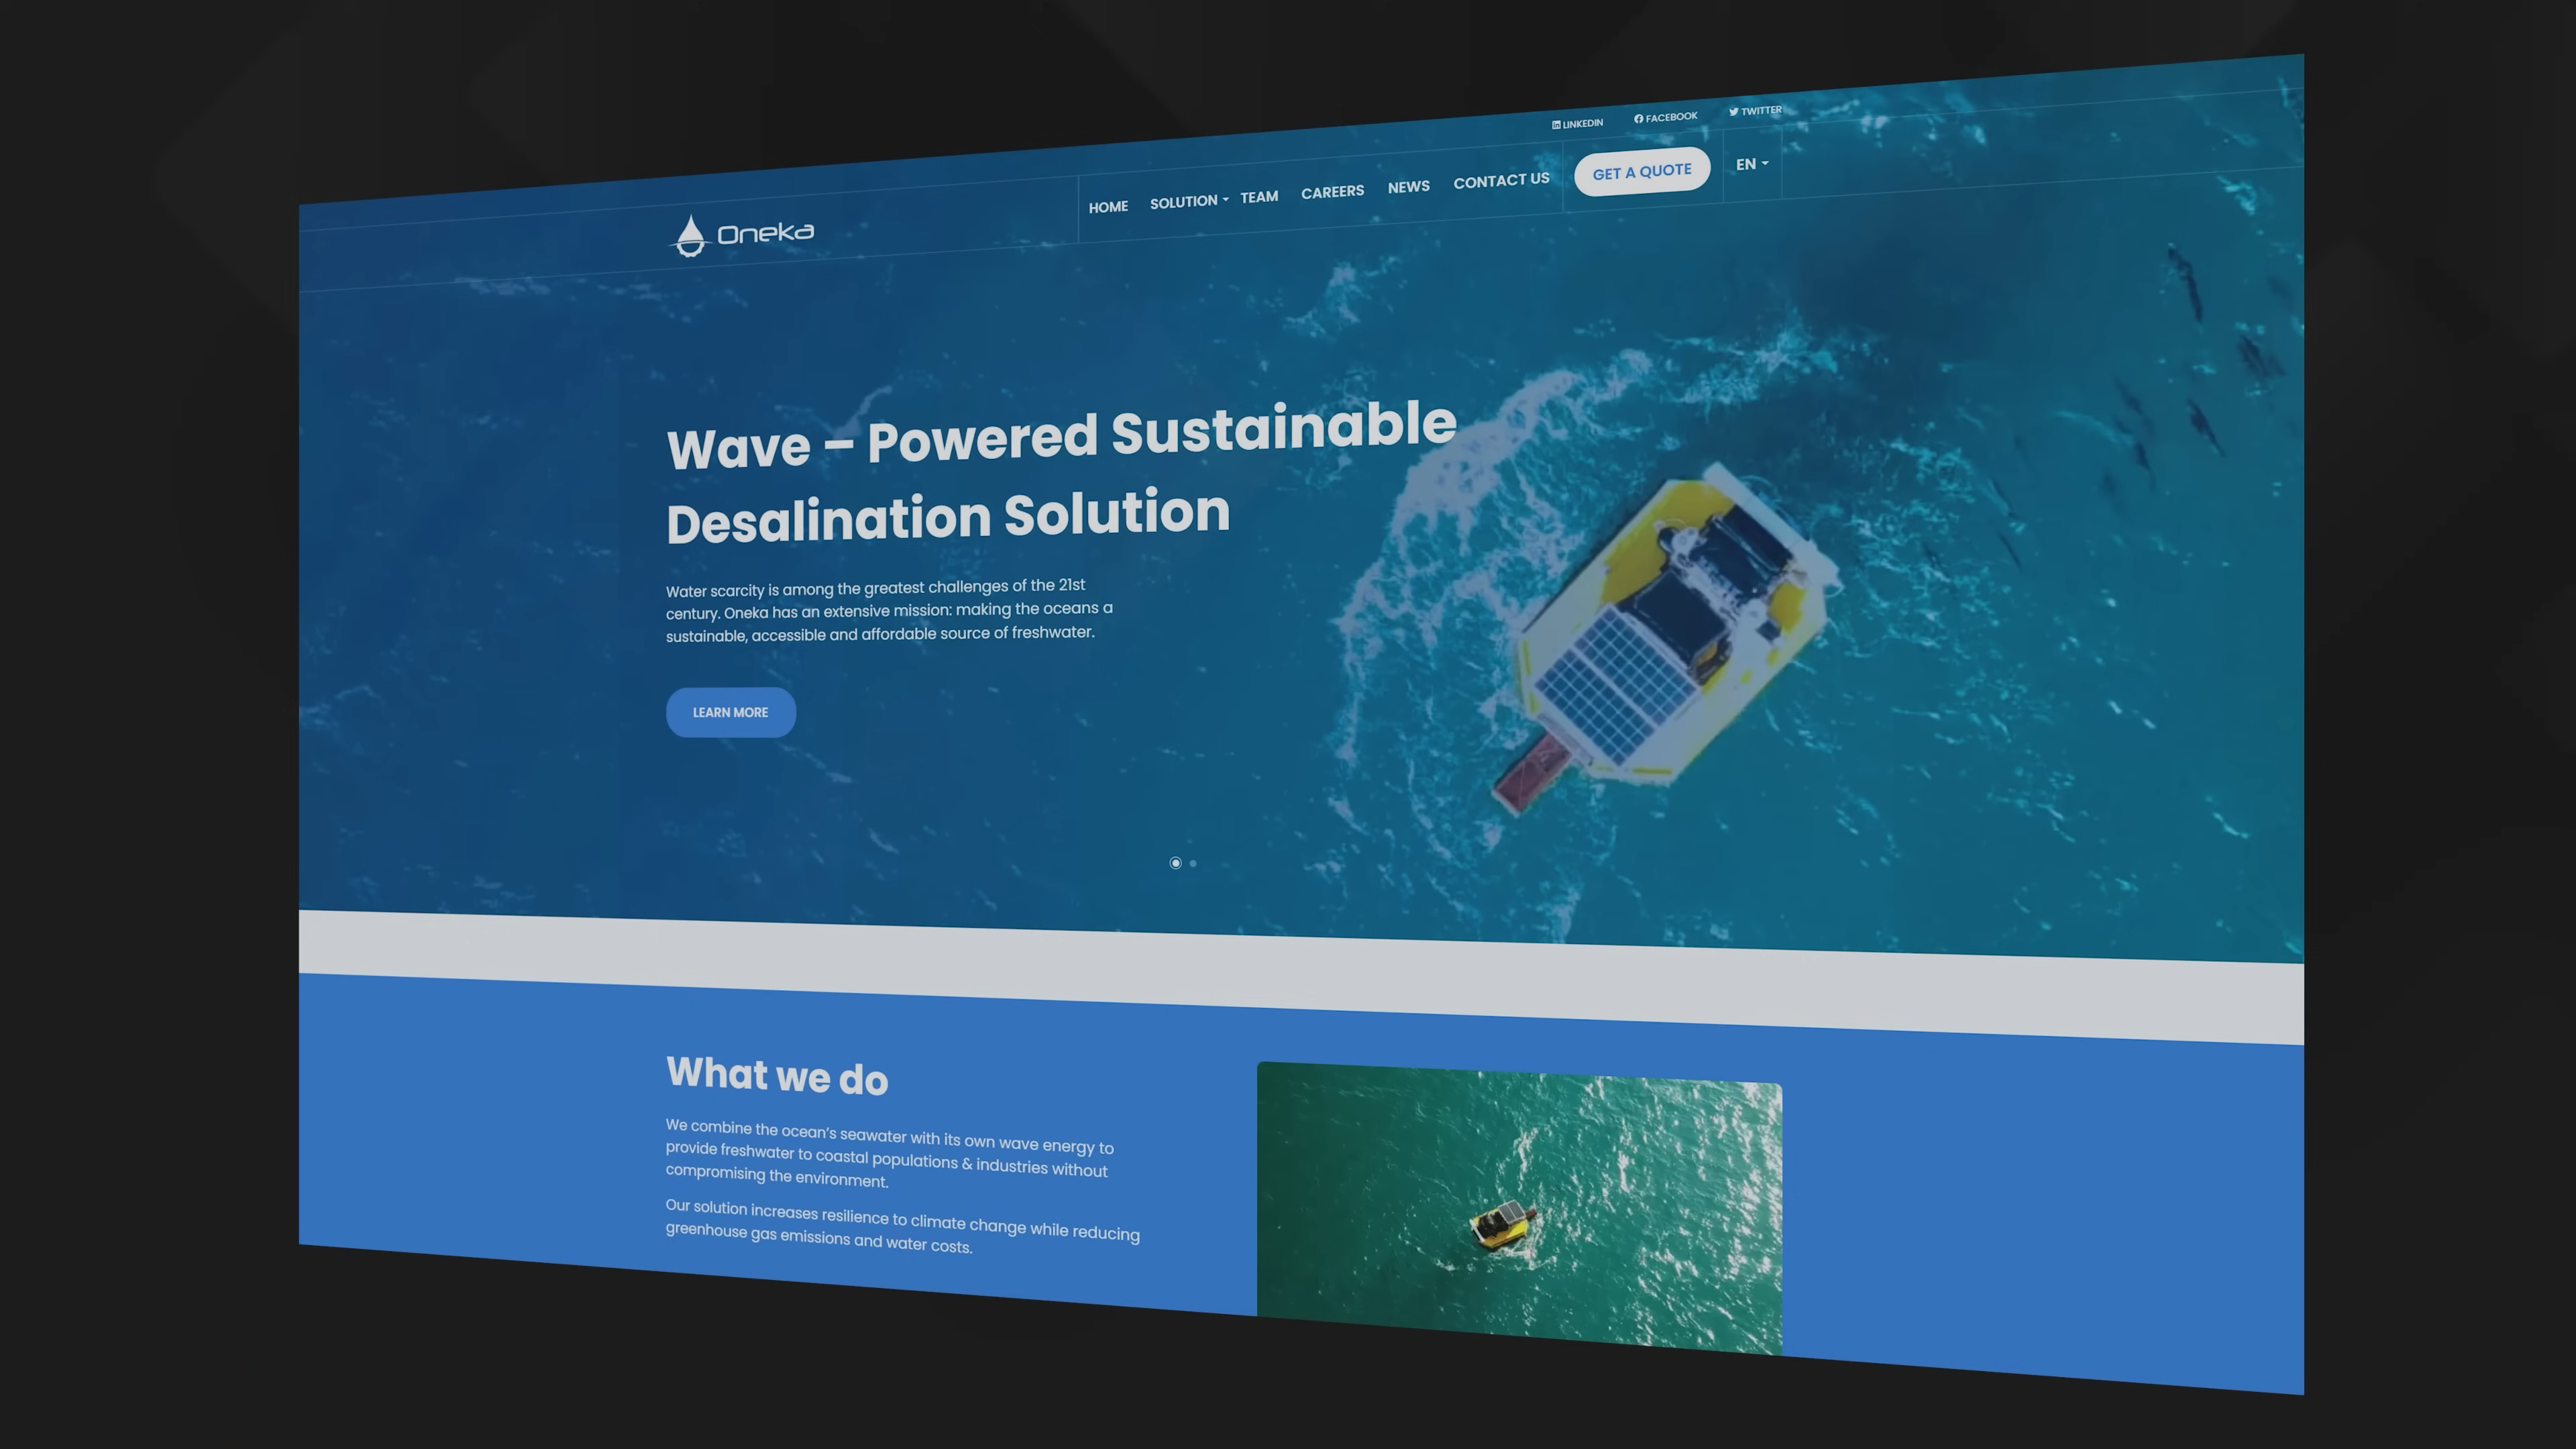 LINKEDIN FACEBOOK TWITTER
Oneka
HOME SOLUTION TEAM CAREERS NEWS CONTACT US GET A QUOTE EN
Wave – Powered Sustainable
Desalination Solution
Water scarcity is among the greatest challenges of the 21st
century. Oneka has an extensive mission: making the oceans a
sustainable, accessible and affordable source of freshwater.
LEARN MORE
What we do
We combine the ocean's seawater with its own wave energy to
provide freshwater to coastal populations & industries without
compromising the environment.
Our solution increases resilience to climate change while reducing
greenhouse gas emissions and water costs.